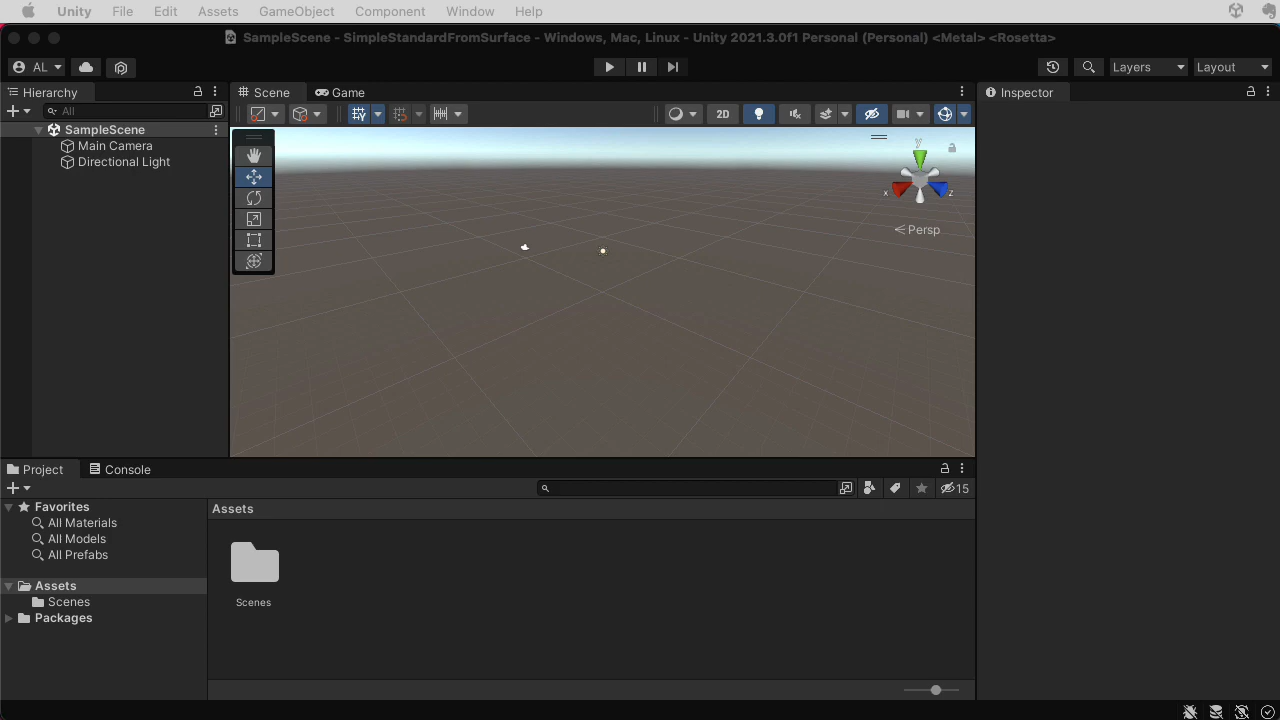 Unity File Edit Assets GameObject Component Window Help
SampleScene - SimpleStandardFromSurface - Windows, Mac, Linux - Unity 2021.3.0f1 Personal (Personal) <Metal> <Rosetta>
AL Layers Layout
Hierarchy Scene Game Inspector
All 2D
SampleScene
Main Camera
Directional Light
y
x z
Persp
Project Console
15
Favorites
All Materials
All Models
All Prefabs
Assets
Scenes
Packages
Assets
Scenes